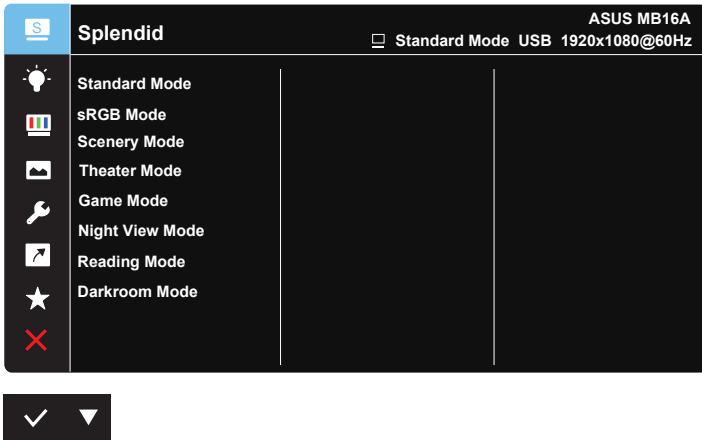 S
Splendid
ASUS MB16A
Standard Mode USB 1920x1080@60Hz
Standard Mode
sRGB Mode
Scenery Mode
Theater Mode
Game Mode
Night View Mode
Reading Mode
Darkroom Mode